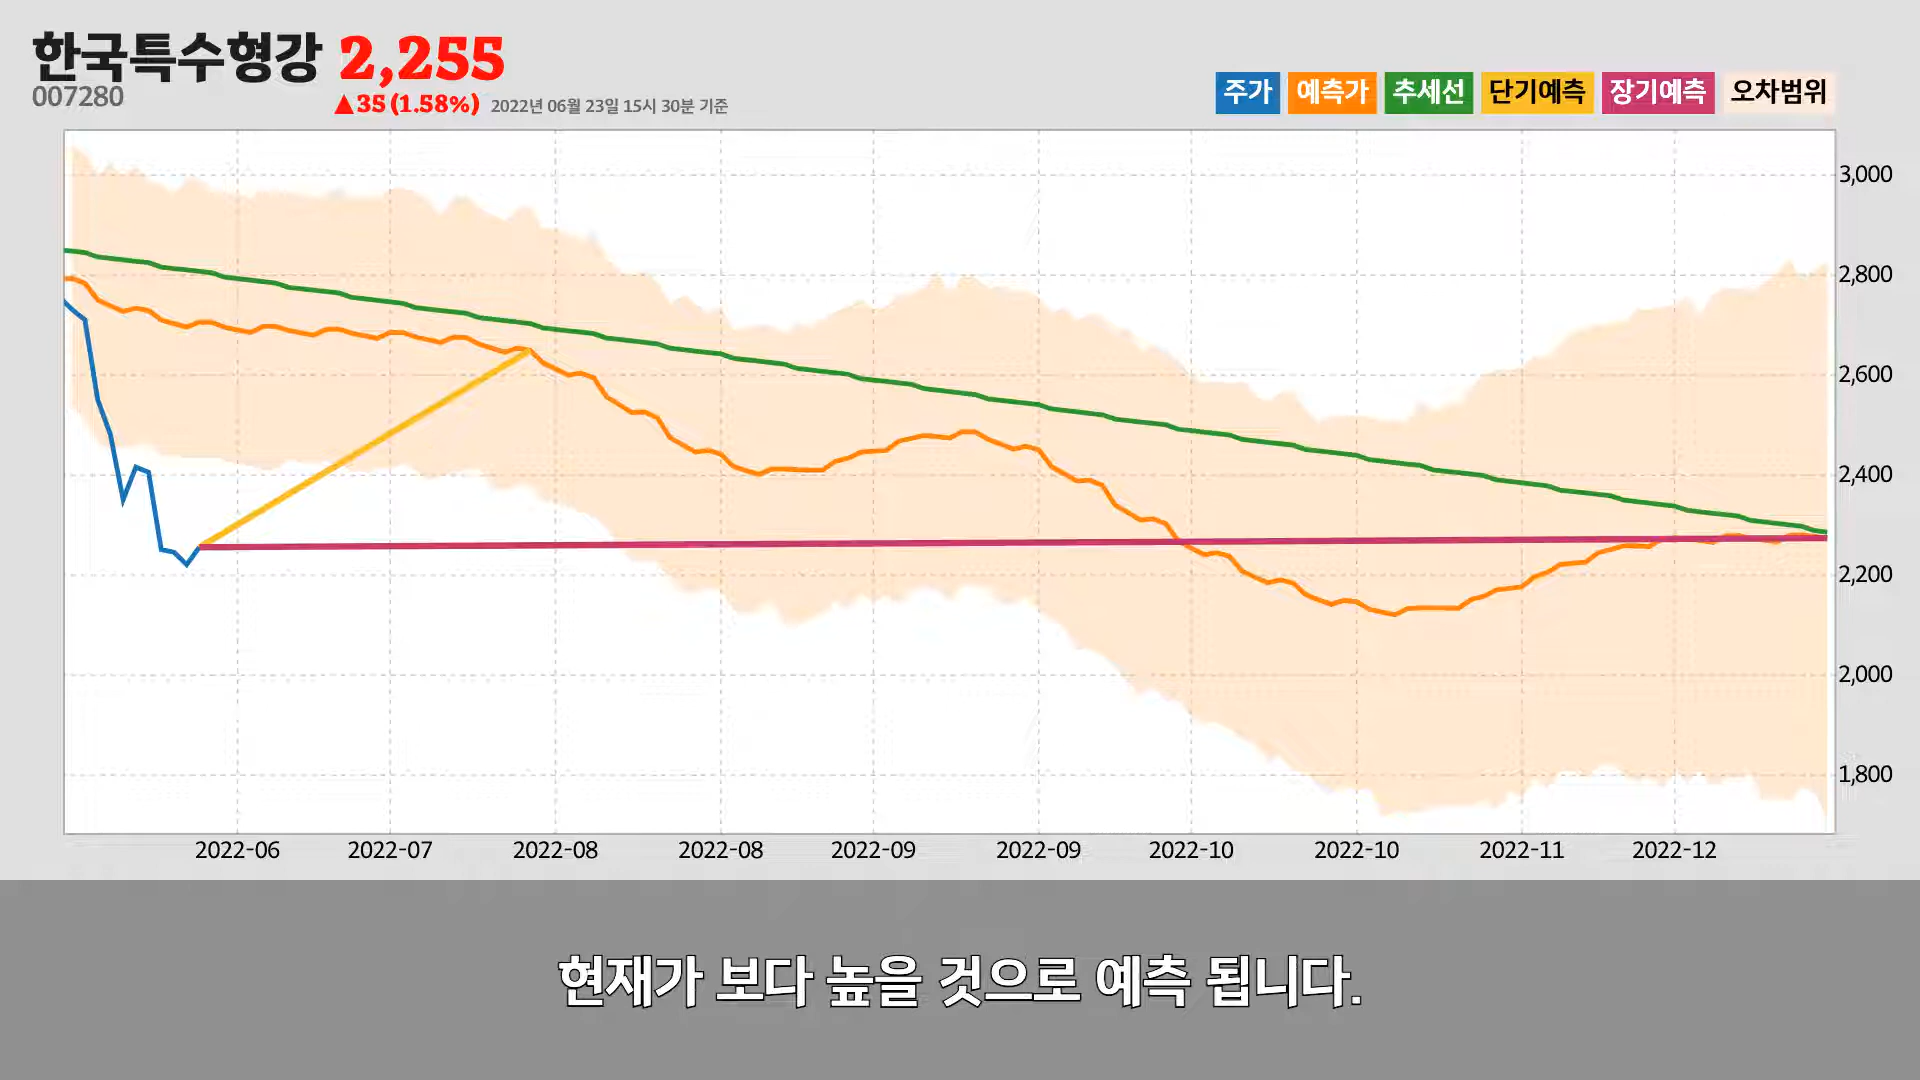 한국특수형강 2,255
007280
▲35 (1.58%) 2022년 06월 23일 15시 30분 기준
주가 예측가 추세선 단기예측 장기예측 오차범위
3,000
2,800
2,600
2,400
2,200
2,000
1,800
2022-06 2022-07 2022-08 2022-08 2022-09 2022-09 2022-10 2022-10 2022-11 2022-12
현재가 보다 높을 것으로 예측 됩니다.